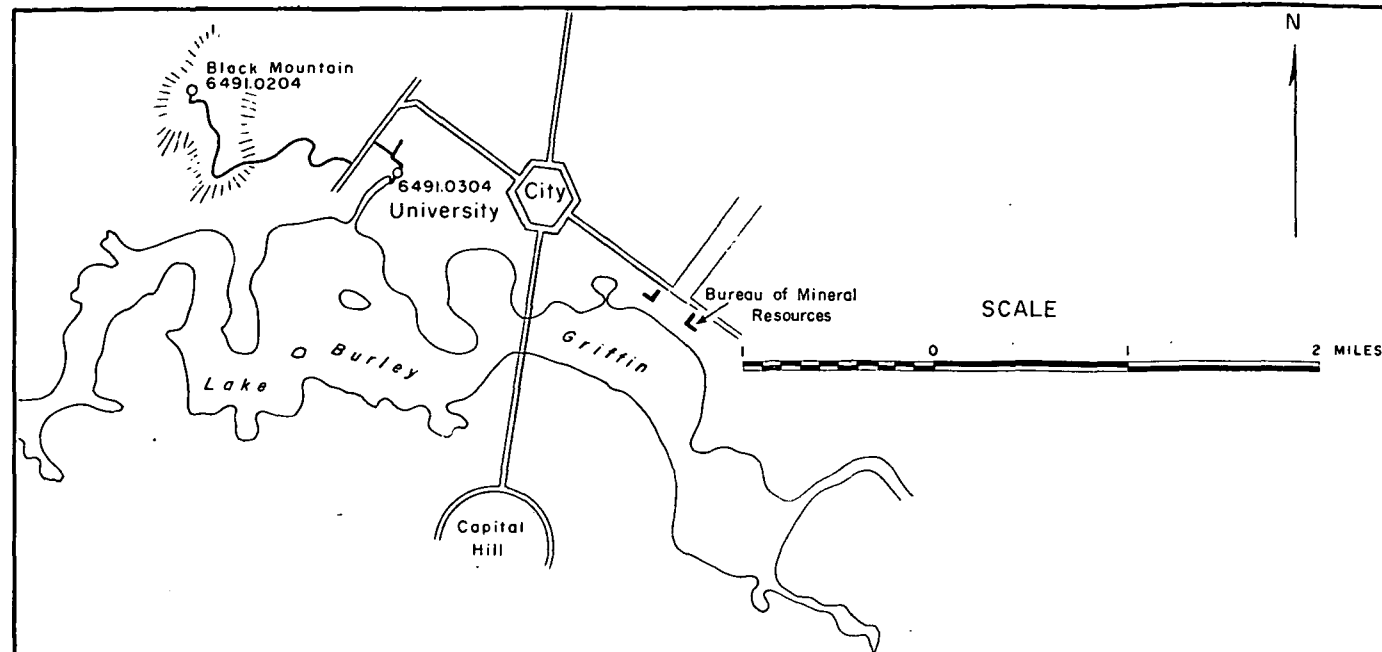 N
Black Mountain
6491.0204
City
6491.0304
University
Bureau of Mineral
Resources
SCALE
1 0 1 2 MILES
Lake Burley Griffin
Capital
Hill